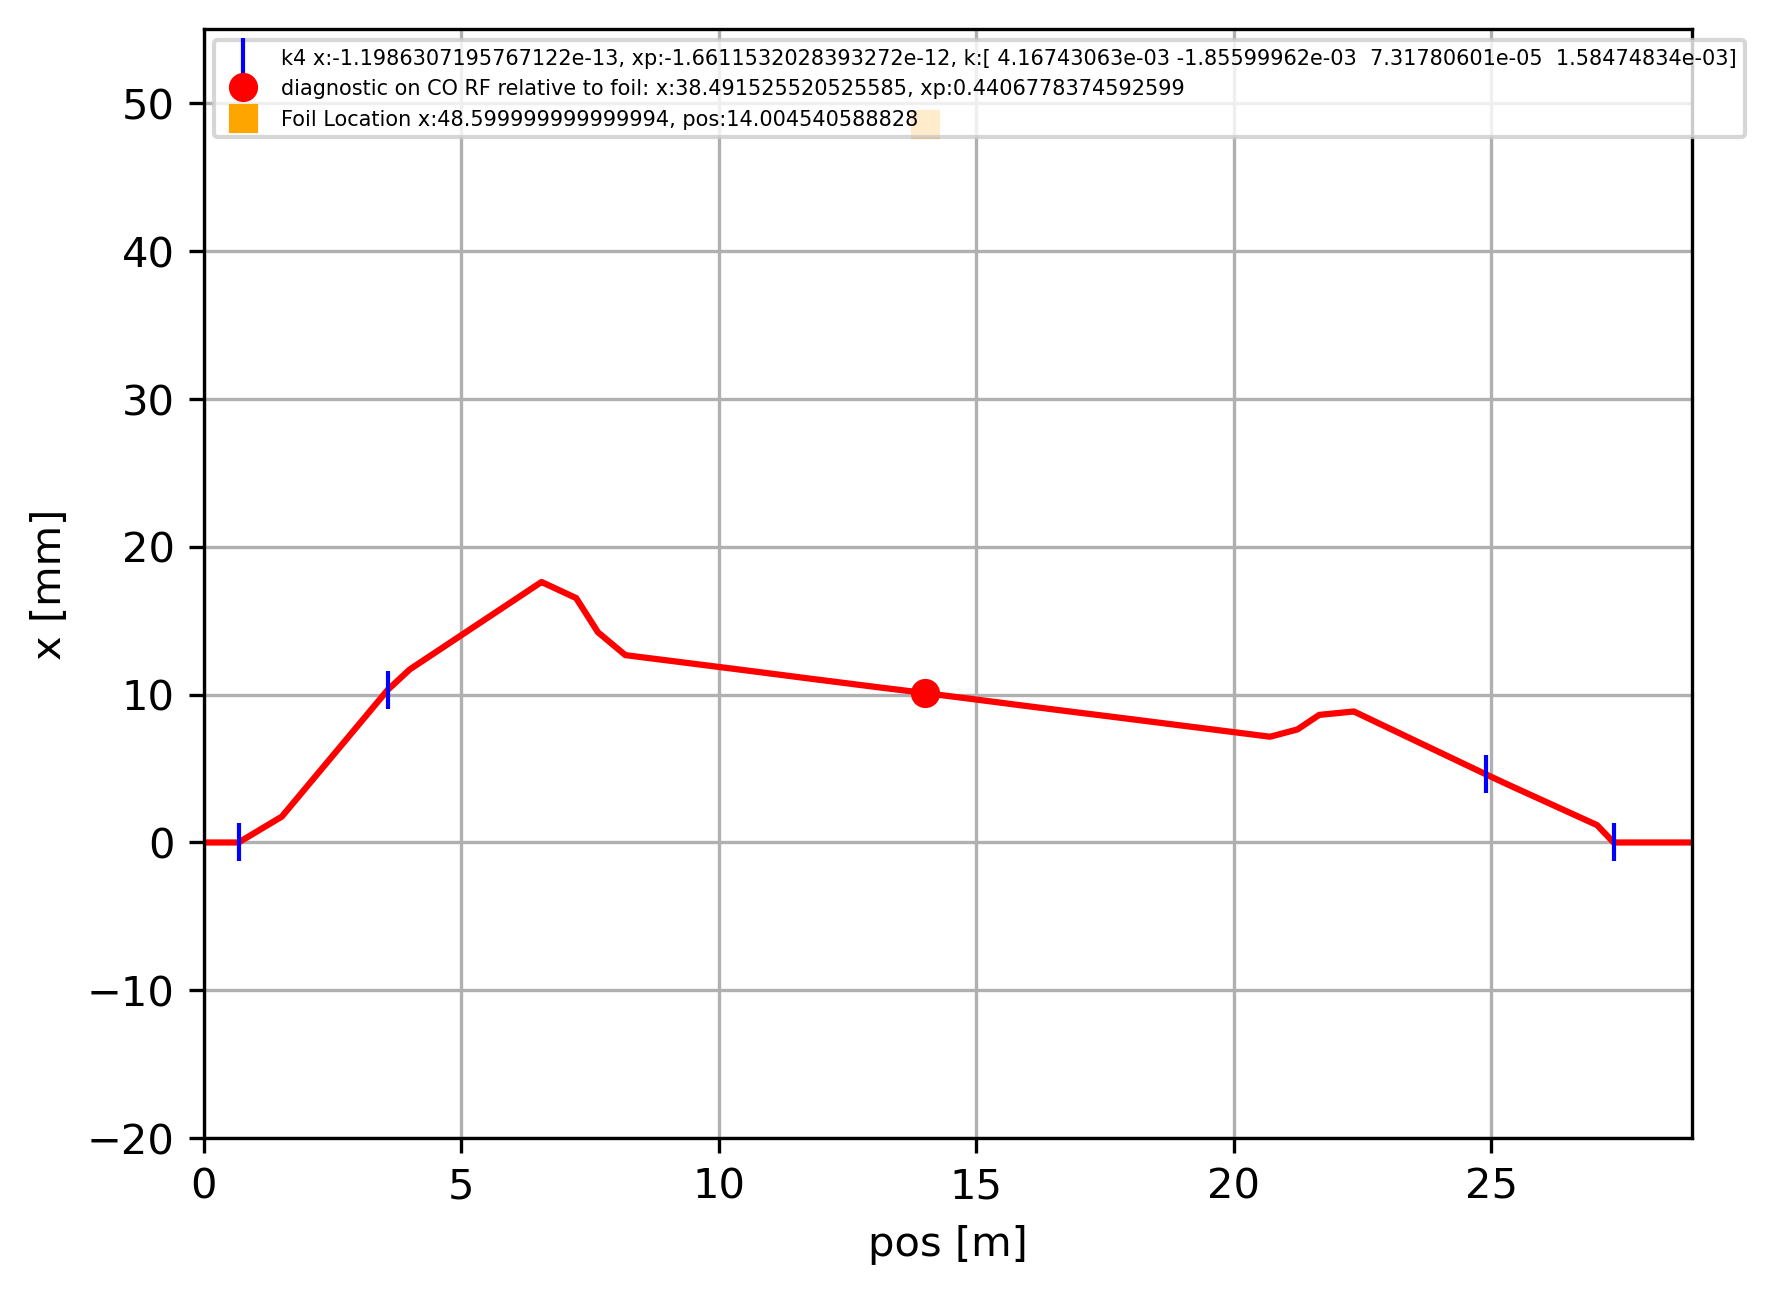 k4 x:-1.1986307195767122e-13, xp:-1.6611532028393272e-12, k:[ 4.16743063e-03 -1.85599962e-03  7.31780601e-05  1.58474834e-03]
diagnostic on CO RF relative to foil: x:38.491525520525585, xp:0.4406778374592599
Foil Location x:48.599999999999994, pos:14.004540588828
50
40
30
20
10
0
−10
−20
x [mm]
0 5 10 15 20 25
pos [m]